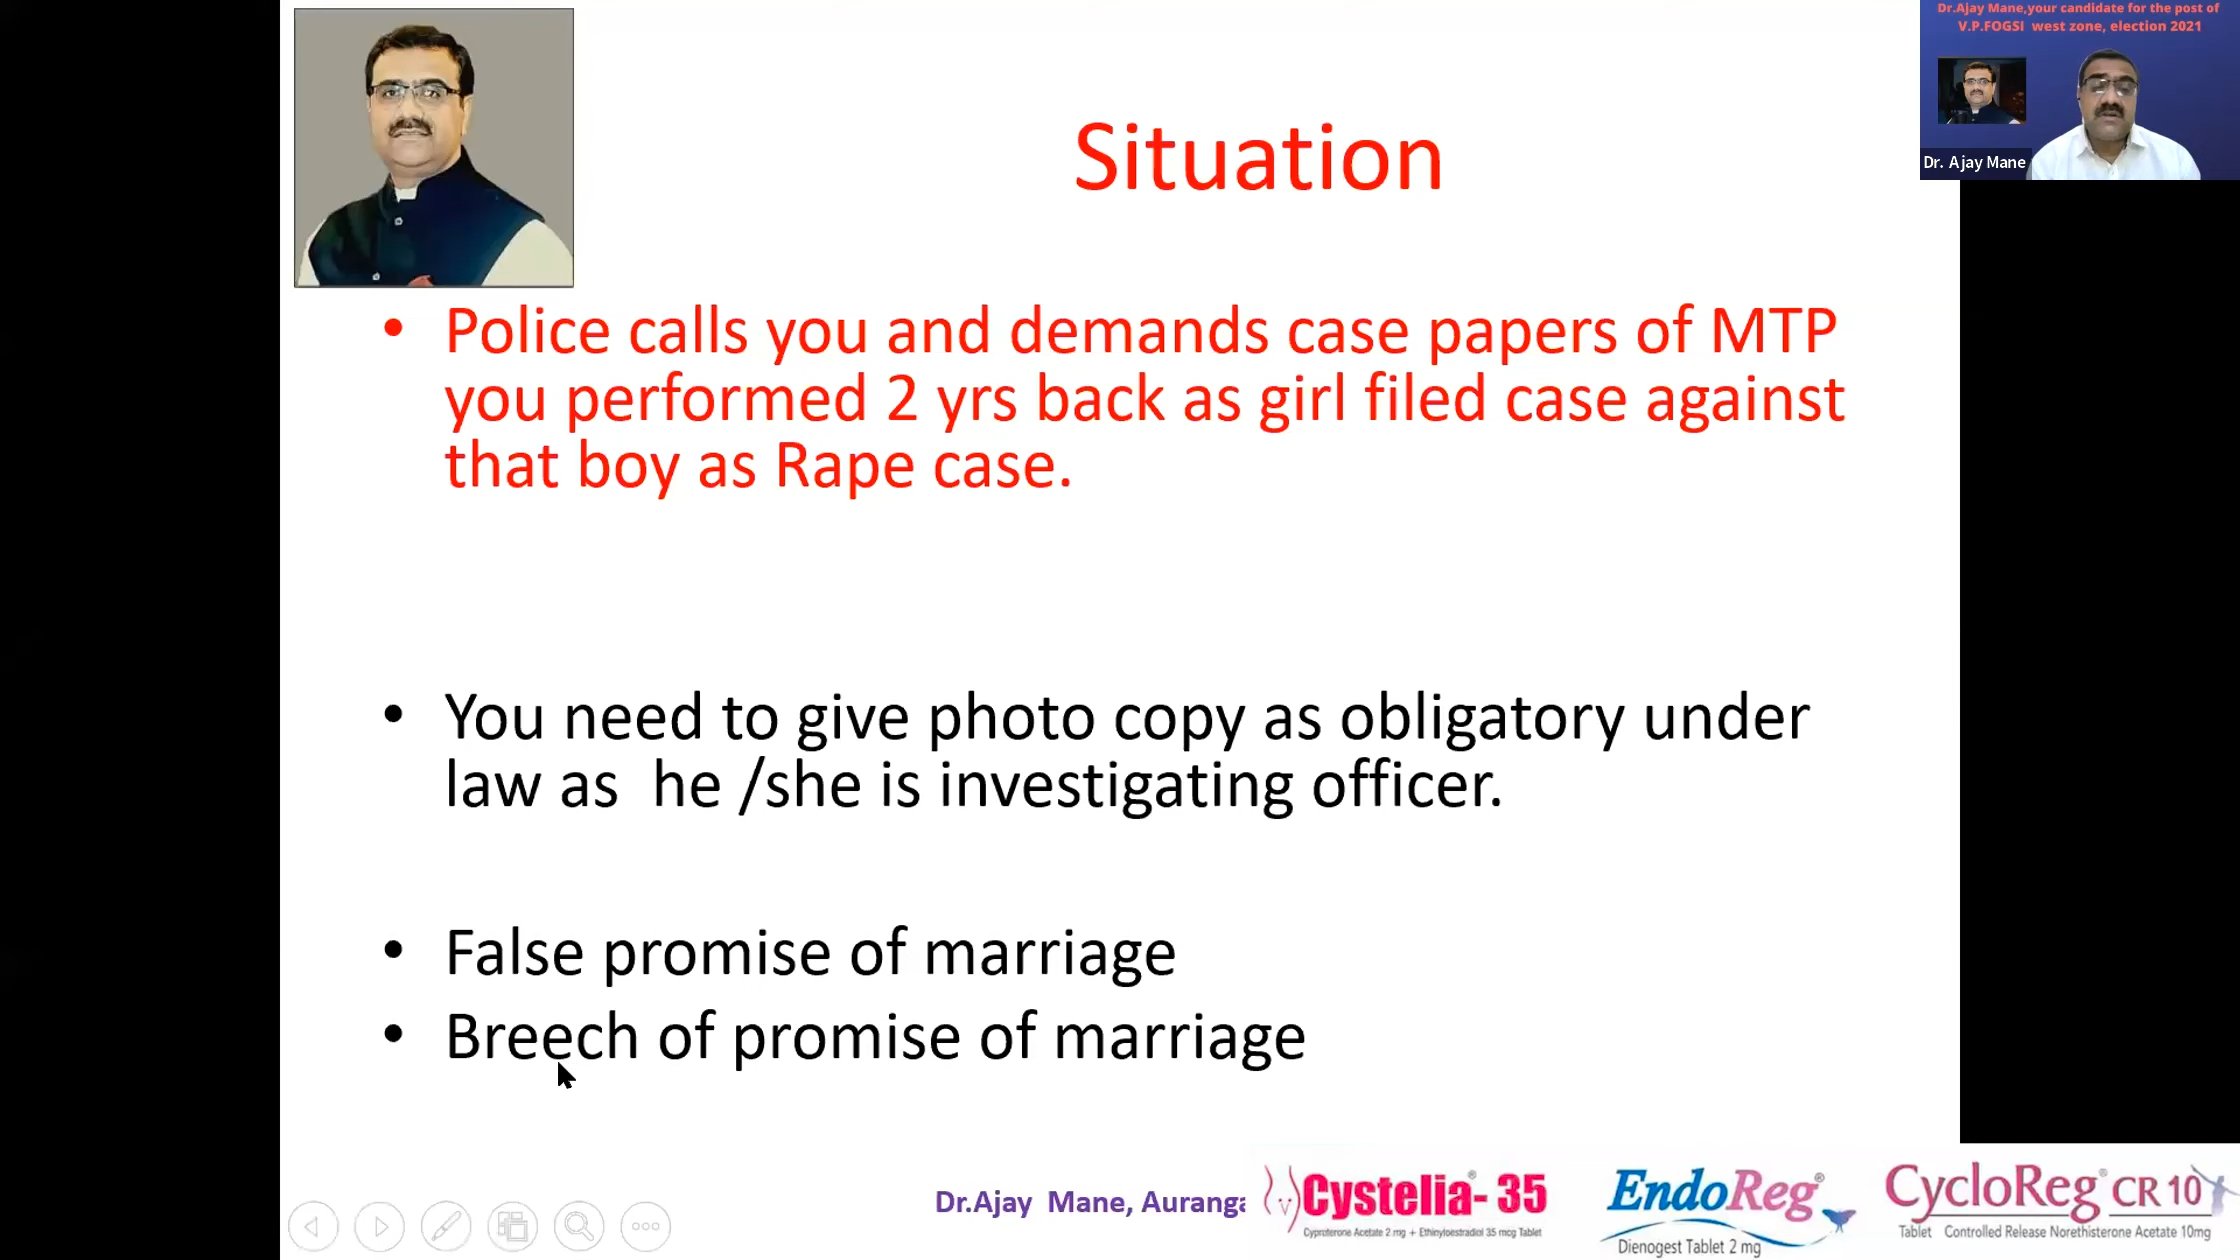 Dr.Ajay Mane,your candidate for the post of
V.P.FOGSI west zone, election 2021
Dr. Ajay Mane
Situation
• Police calls you and demands case papers of MTP
you performed 2 yrs back as girl filed case against
that boy as Rape case.
• You need to give photo copy as obligatory under
law as he /she is investigating officer.
• False promise of marriage
• Breech of promise of marriage
Dr.Ajay Mane, Auranga
Cystelia®- 35
Cyproterone Acetate 2 mg + Ethinyloestradiol 35 mcg Tablet
EndoReg®
Dienogest Tablet 2 mg
CycloReg® CR 10
Tablet Controlled Release Norethisterone Acetate 10mg